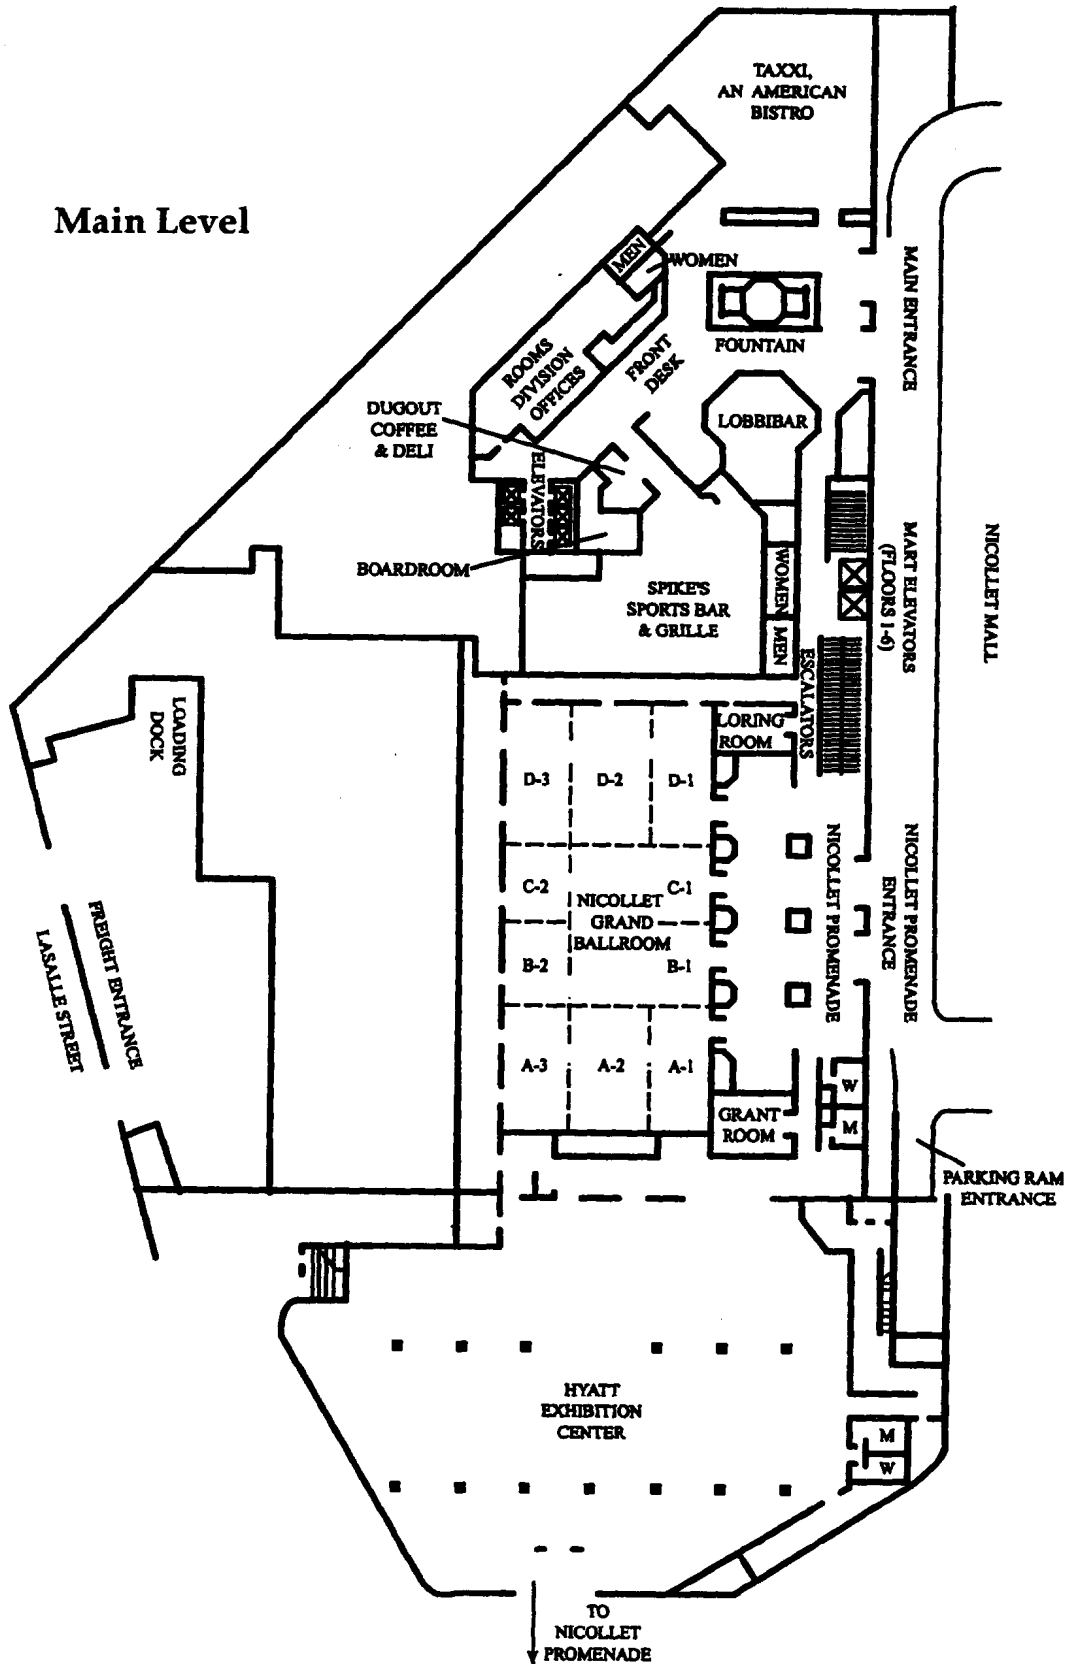 TAXXI,
AN AMERICAN
BISTRO
Main Level
MEN
WOMEN
MAIN ENTRANCE
FOUNTAIN
ROOMS
DIVISION
OFFICES
FRONT
DESK
DUGOUT
COFFEE
& DELI
LOBBIBAR
ELEVATORS
BOARDROOM
SPIKE'S
SPORTS BAR
& GRILLE
WOMEN
MEN
MART ELEVATORS
(FLOORS 1-6)
NICOLLET MALL
ESCALATORS
LOADING
DOCK
LORING
ROOM
D-3
D-2
D-1
C-2
C-1
NICOLLET
GRAND
BALLROOM
B-2
B-1
NICOLLET PROMENADE
NICOLLET PROMENADE
ENTRANCE
FREIGHT ENTRANCE
LASALLE STREET
A-3
A-2
A-1
W
M
GRANT
ROOM
PARKING RAM
ENTRANCE
HYATT
EXHIBITION
CENTER
M
W
TO
NICOLLET
PROMENADE